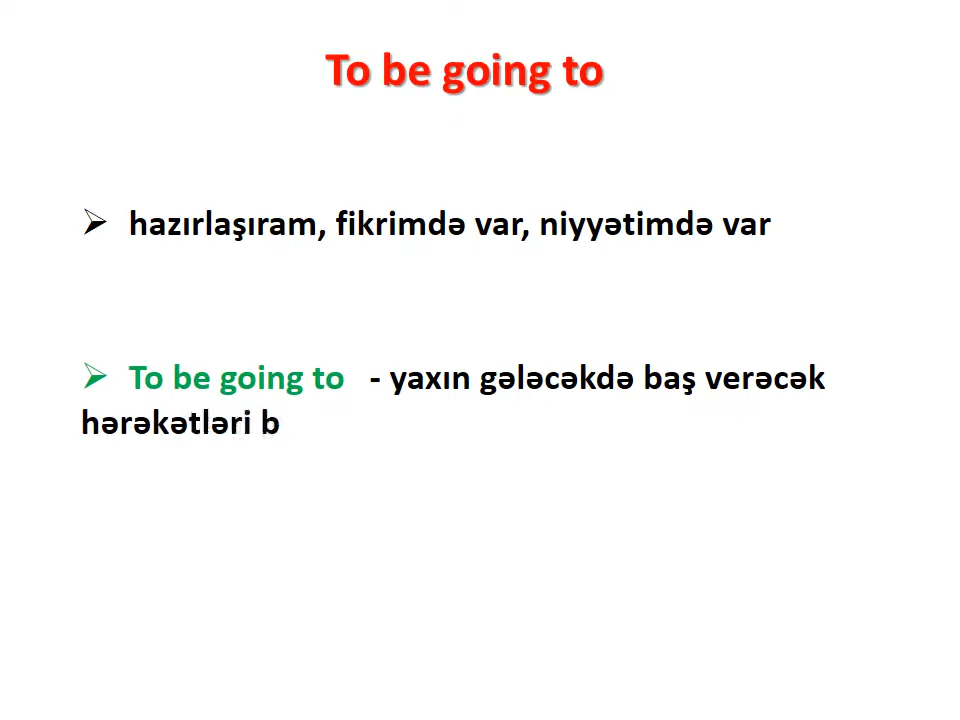 To be going to
➢ hazırlaşıram, fikrimdə var, niyyətimdə var
➢ To be going to - yaxın gələcəkdə baş verəcək
hərəkətləri b